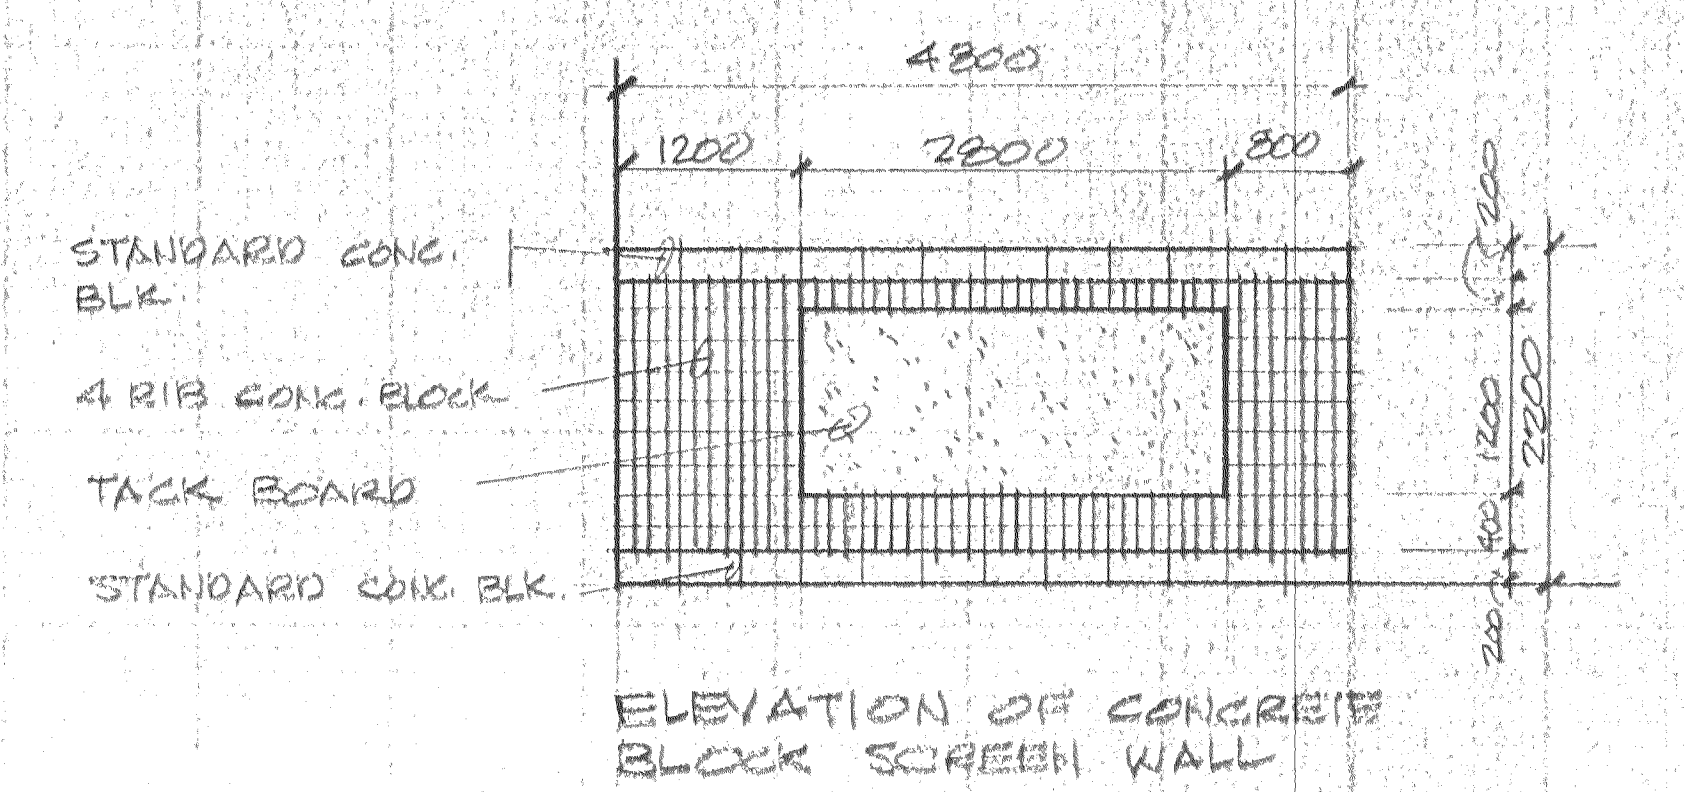 4800
1200 2800 800
STANDARD CONC.
BLK.
4 RIB CONC. BLOCK
TACK BOARD
STANDARD CONC. BLK.
200
1200
2200
400
200
ELEVATION OF CONCRETE
BLOCK SCREEN WALL